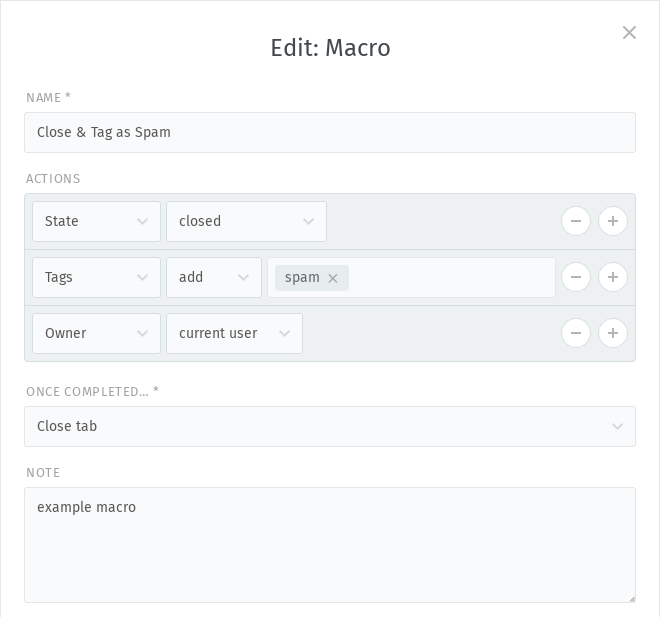 Edit: Macro
NAME *
Close & Tag as Spam
ACTIONS
State closed
Tags add spam
Owner current user
ONCE COMPLETED... *
Close tab
NOTE
example macro